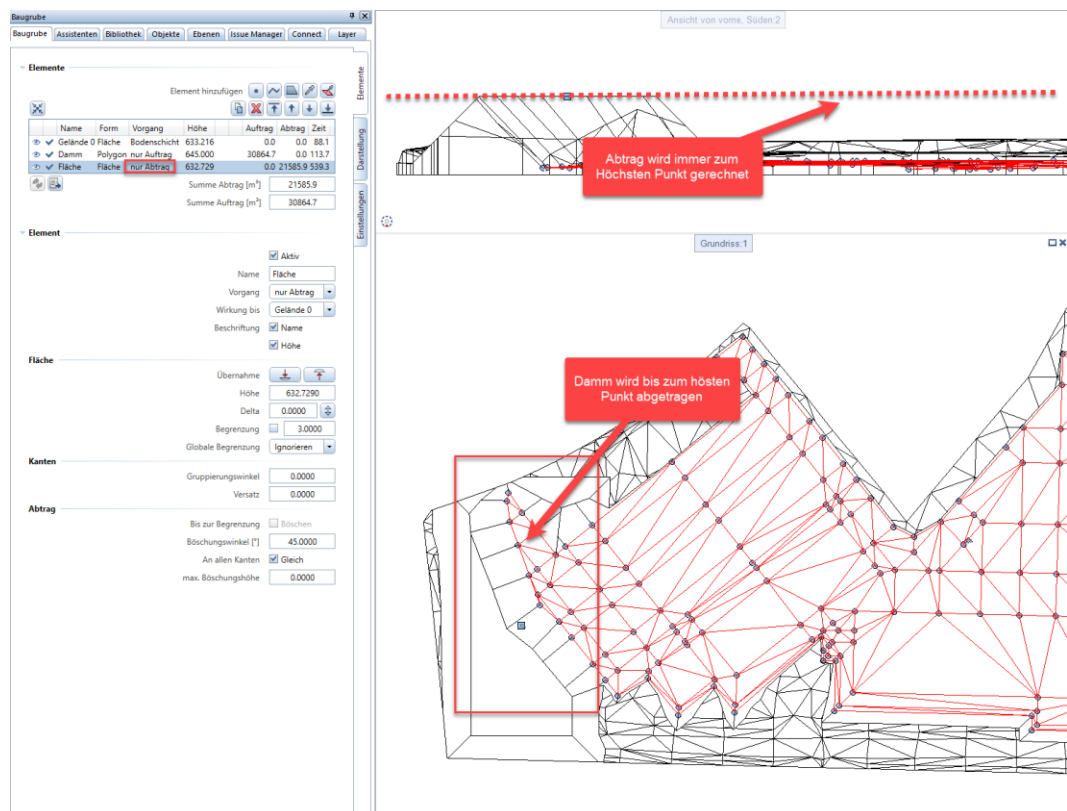 Baugrube
Baugrube Assistenten Bibliothek Objekte Ebenen Issue Manager Connect Layer
Elemente
Element hinzufügen
Name Form Vorgang Höhe Auftrag Abtrag Zeit
Gelände 0 Fläche Bodenschicht 633.216 0.0 0.0 88.1
Damm Polygon nur Auftrag 645.000 30864.7 0.0 113.7
Fläche Fläche nur Abtrag 632.729 0.0 21585.9 539.3
Summe Abtrag [m³] 21585.9
Summe Auftrag [m³] 30864.7
Element
Aktiv
Name Fläche
Vorgang nur Abtrag
Wirkung bis Gelände 0
Beschriftung Name
Höhe
Fläche
Übernahme
Höhe 632.7290
Delta 0.0000
Begrenzung 3.0000
Globale Begrenzung Ignorieren
Kanten
Gruppierungswinkel 0.0000
Versatz 0.0000
Abtrag
Bis zur Begrenzung Böschen
Böschungswinkel [°] 45.0000
An allen Kanten Gleich
max. Böschungshöhe 0.0000
Elemente
Darstellung
Einstellungen
Ansicht von vorne, Süden:2
Abtrag wird immer zum
Höchsten Punkt gerechnet
Grundriss:1
Damm wird bis zum hösten
Punkt abgetragen